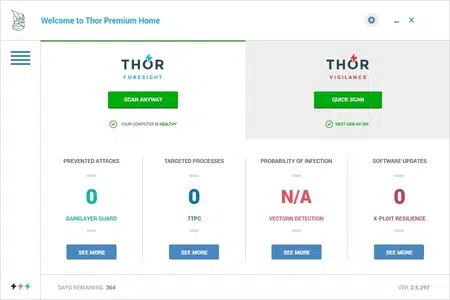 Welcome to Thor Premium Home
THOR
FORESIGHT
SCAN ANYWAY
YOUR COMPUTER IS HEALTHY
THOR
VIGILANCE
QUICK SCAN
NEXT-GEN AV ON
PREVENTED ATTACKS
0
DARKLAYER GUARD
SEE MORE
TARGETED PROCESSES
0
TTPC
SEE MORE
PROBABILITY OF INFECTION
N/A
VECTORN DETECTION
SEE MORE
SOFTWARE UPDATES
0
X-PLOIT RESILIENCE
SEE MORE
DAYS REMAINING 364
VER 2.5.297